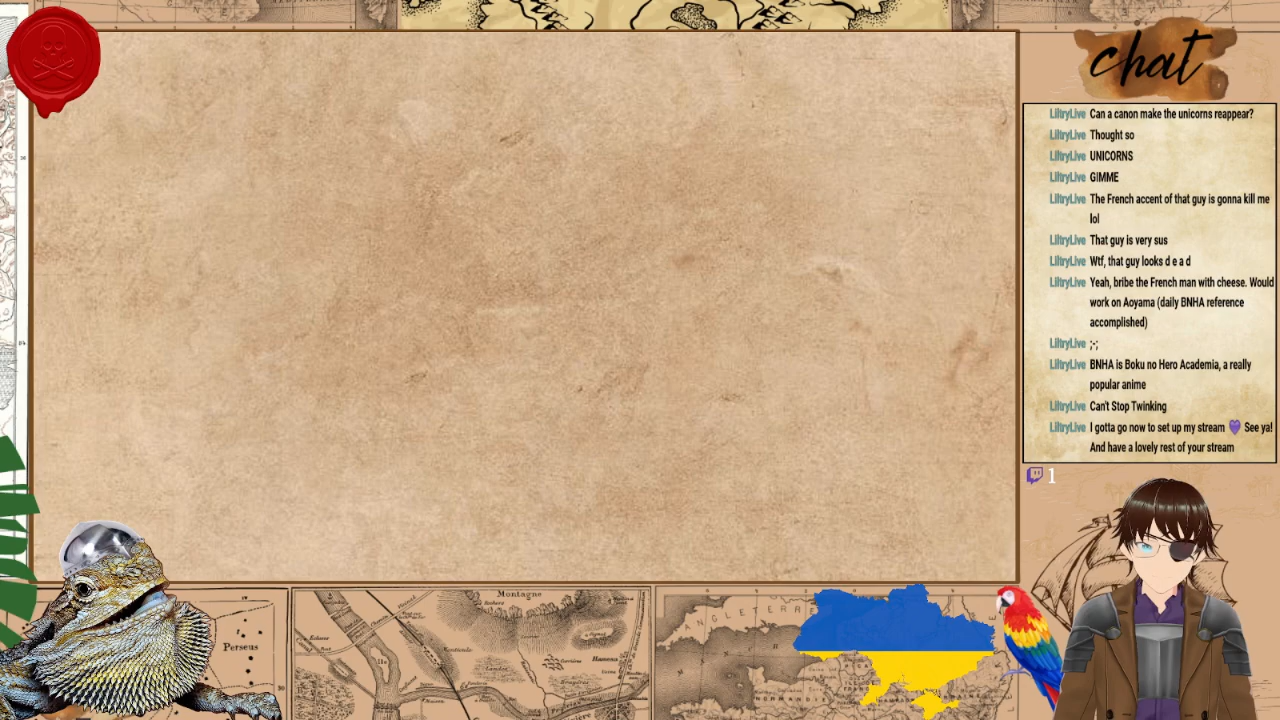 chat
LiltryLive Can a canon make the unicorns reappear?
LiltryLive Thought so
LiltryLive UNICORNS
LiltryLive GIMME
LiltryLive The French accent of that guy is gonna kill me
lol
LiltryLive That guy is very sus
LiltryLive Wtf, that guy looks d e a d
LiltryLive Yeah, bribe the French man with cheese. Would
work on Aoyama (daily BNHA reference
accomplished)
LiltryLive ;-;
LiltryLive BNHA is Boku no Hero Academia, a really
popular anime
LiltryLive Can't Stop Twinking
LiltryLive I gotta go now to set up my stream 💜 See ya!
And have a lovely rest of your stream
1
Montagne
Perseus
ANGLETERRE